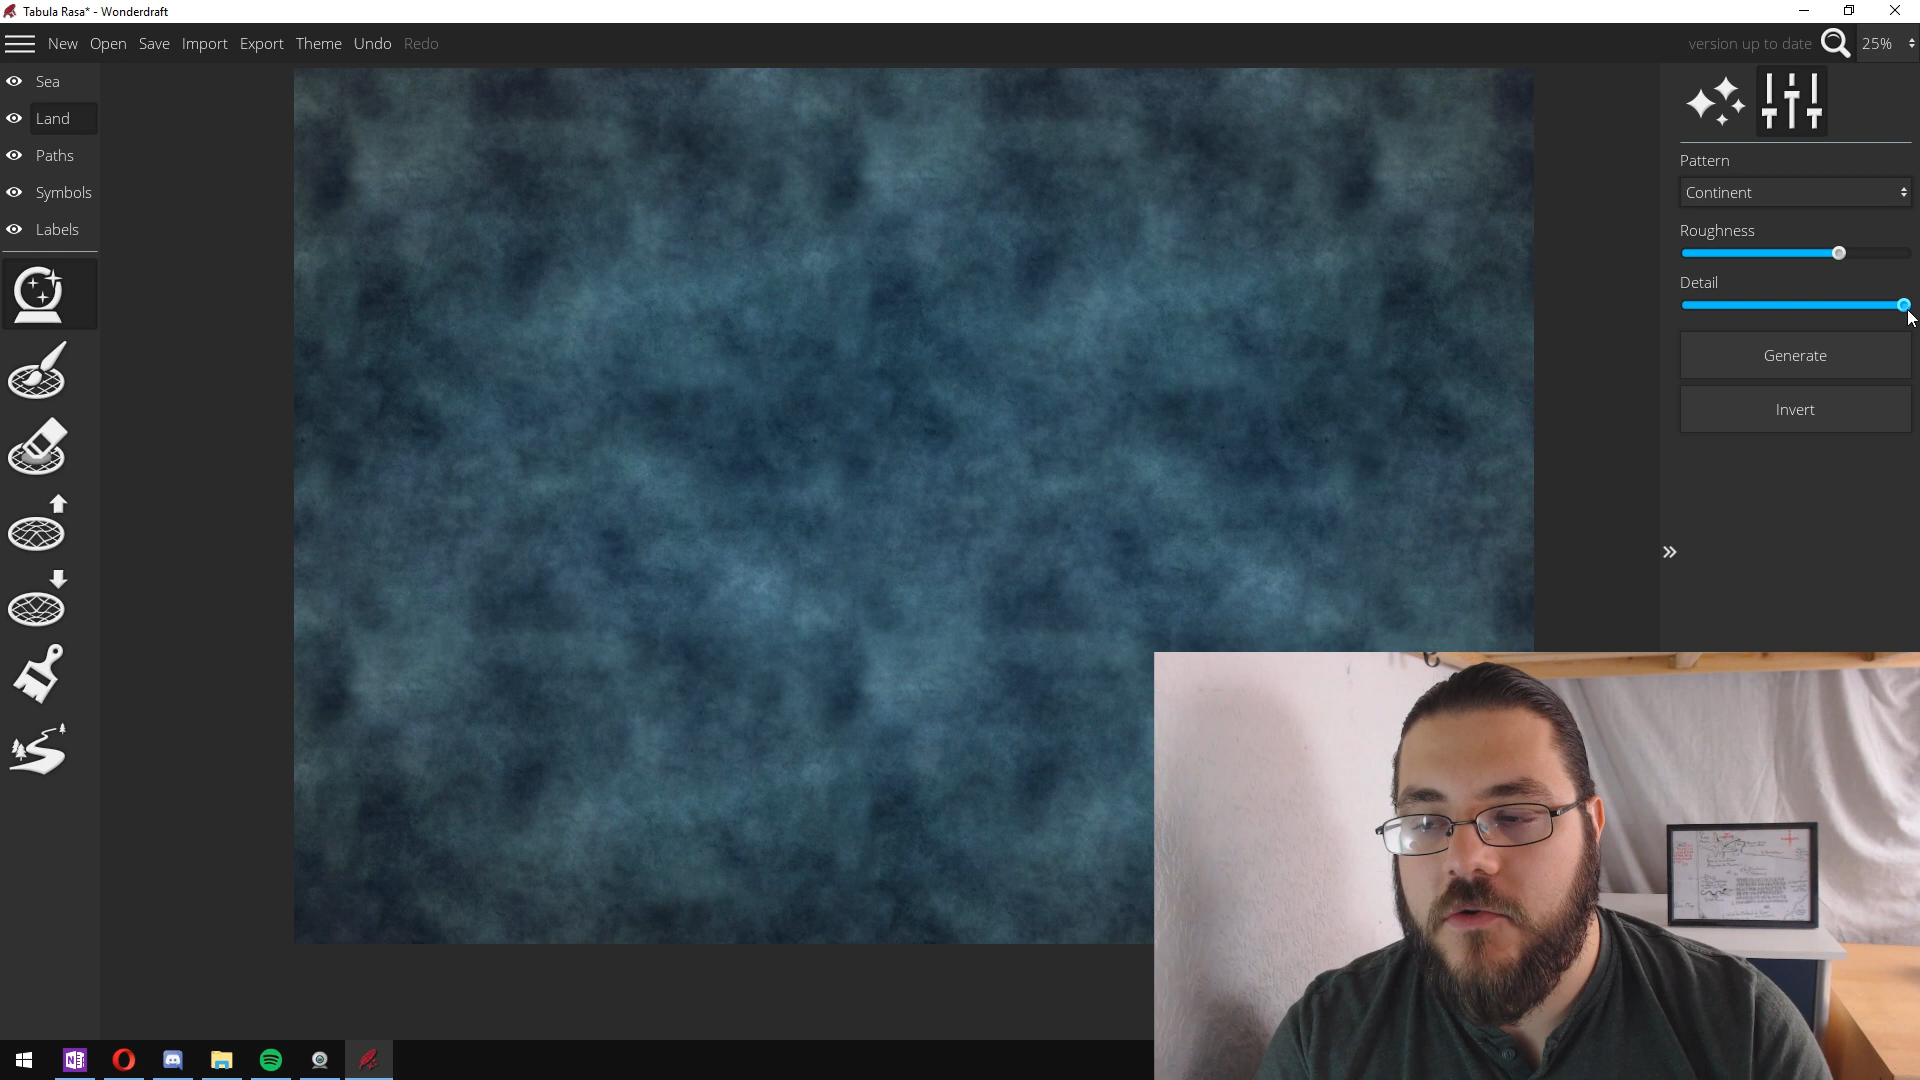 Tabula Rasa* - Wonderdraft
New Open Save Import Export Theme Undo Redo
version up to date 25%
Sea
Land
Paths
Symbols
Labels
Pattern
Continent
Roughness
Detail
Generate
Invert